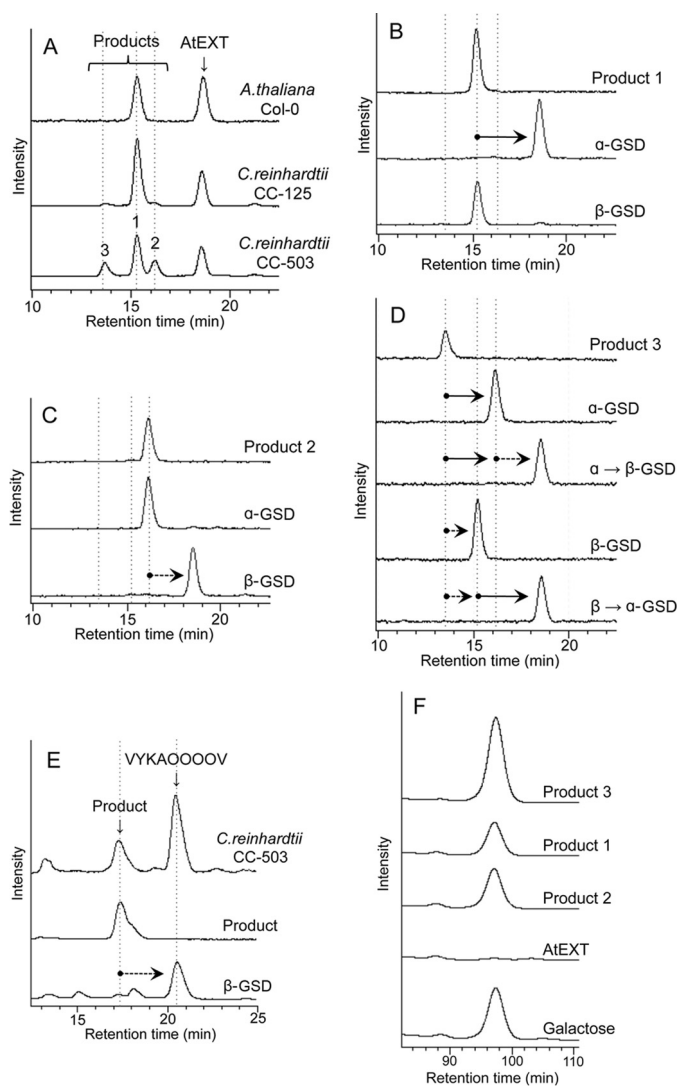 A
Products
AtEXT
A.thaliana
Col-0
C.reinhardtii
CC-125
C.reinhardtii
CC-503
3
1
2
Intensity
10 15 20
Retention time (min)
B
Product 1
α-GSD
β-GSD
Intensity
10 15 20
Retention time (min)
C
Product 2
α-GSD
β-GSD
Intensity
10 15 20
Retention time (min)
D
Product 3
α-GSD
α → β-GSD
β-GSD
β → α-GSD
Intensity
10 15 20
Retention time (min)
E
VYKAOOOOV
Product
C.reinhardtii
CC-503
Product
β-GSD
Intensity
15 20 25
Retention time (min)
F
Product 3
Product 1
Product 2
AtEXT
Galactose
Intensity
90 100 110
Retention time (min)